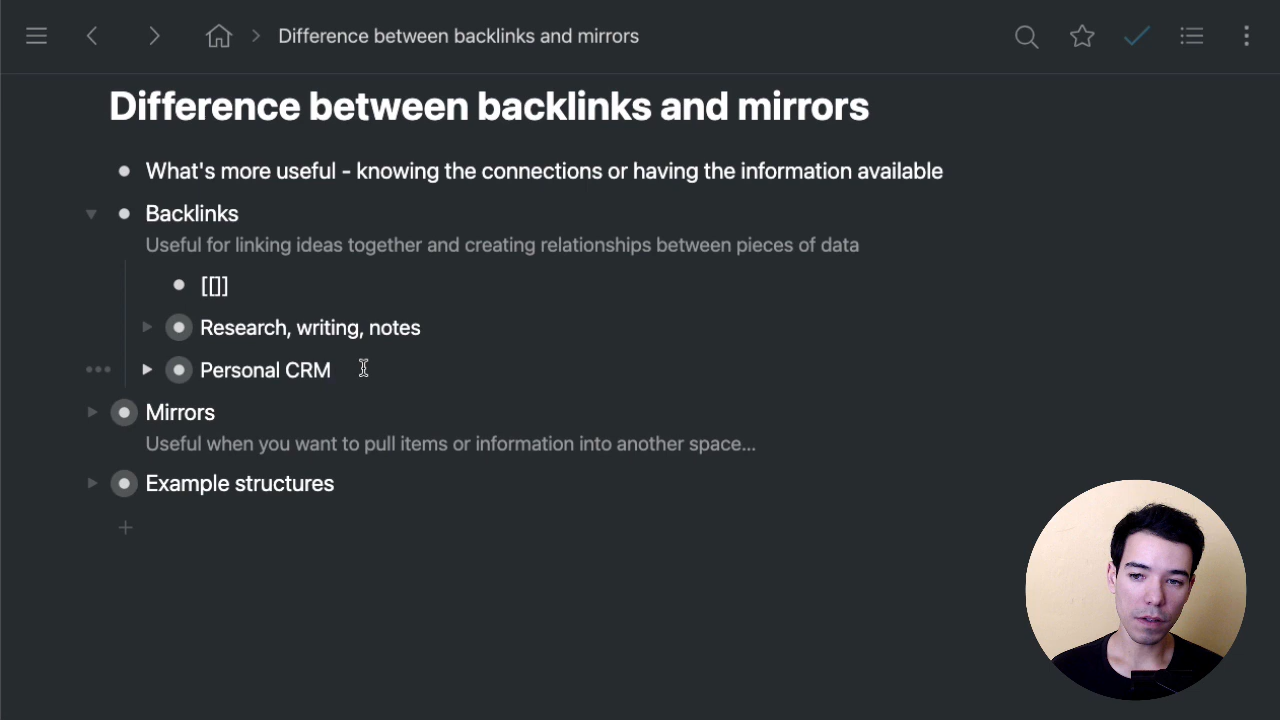 Difference between backlinks and mirrors
Difference between backlinks and mirrors
What's more useful - knowing the connections or having the information available
Backlinks
Useful for linking ideas together and creating relationships between pieces of data
[[]]
Research, writing, notes
Personal CRM
Mirrors
Useful when you want to pull items or information into another space...
Example structures